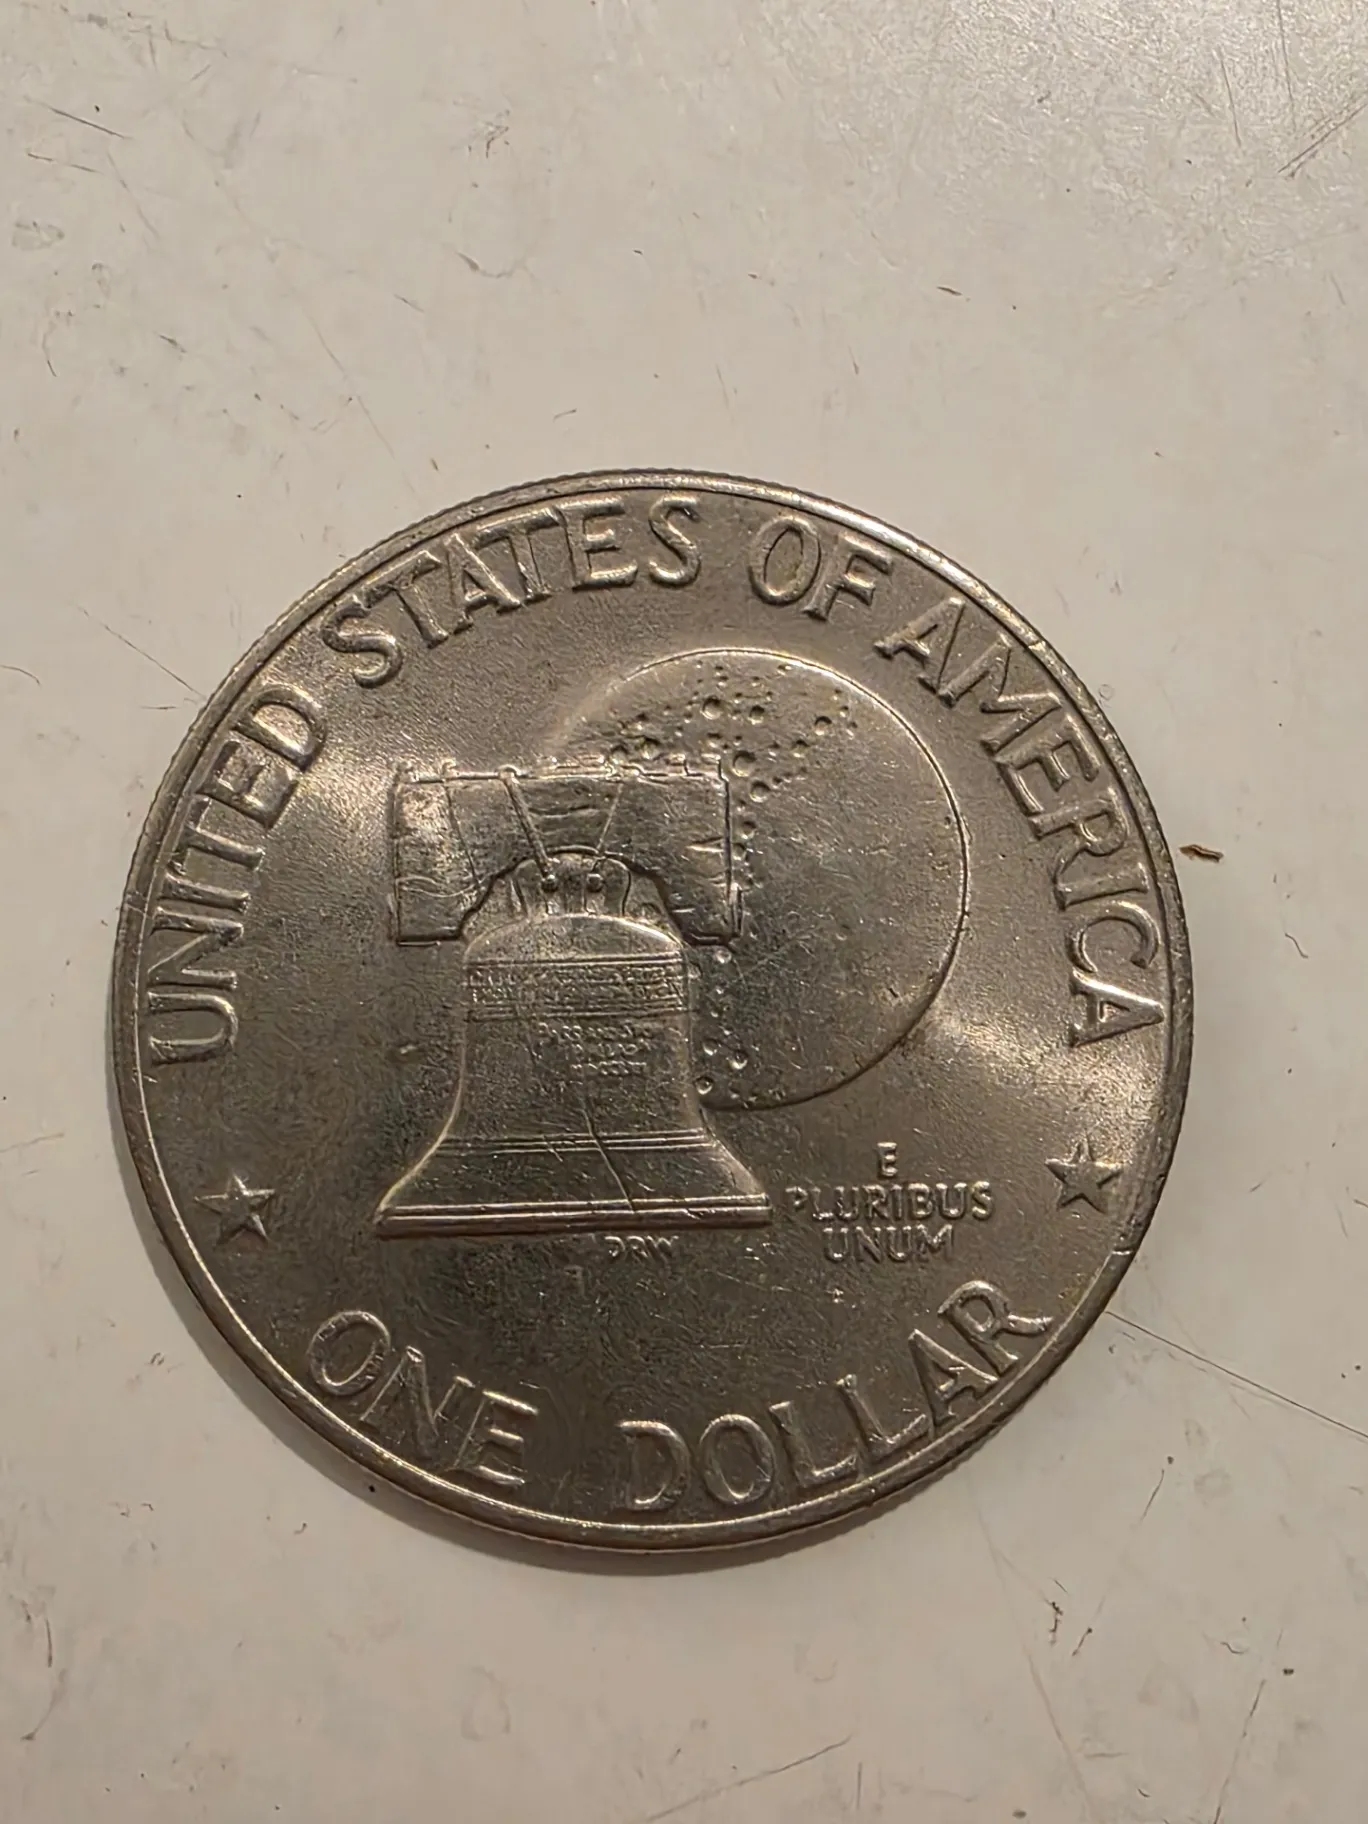 UNITED STATES OF AMERICA
E
PLURIBUS
UNUM
DRW
ONE DOLLAR